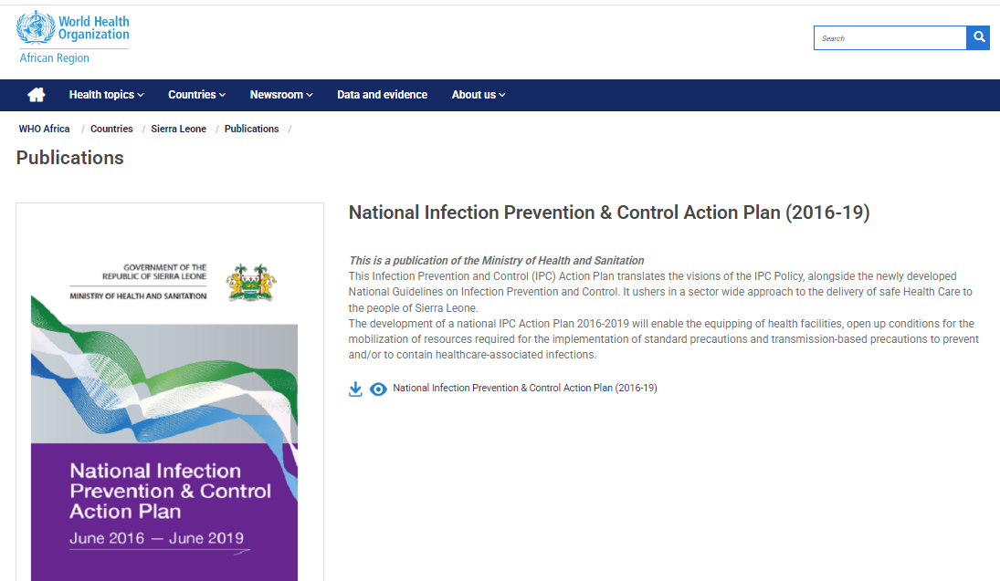 World Health
Organization
African Region
Search
Health topics
Countries
Newsroom
Data and evidence
About us
WHO Africa / Countries / Sierra Leone / Publications /
Publications
GOVERNMENT OF THE
REPUBLIC OF SIERRA LEONE
MINISTRY OF HEALTH AND SANITATION
National Infection
Prevention & Control
Action Plan
June 2016 — June 2019
National Infection Prevention & Control Action Plan (2016-19)
This is a publication of the Ministry of Health and Sanitation
This Infection Prevention and Control (IPC) Action Plan translates the visions of the IPC Policy, alongside the newly developed
National Guidelines on Infection Prevention and Control. It ushers in a sector wide approach to the delivery of safe Health Care to
the people of Sierra Leone.
The development of a national IPC Action Plan 2016-2019 will enable the equipping of health facilities, open up conditions for the
mobilization of resources required for the implementation of standard precautions and transmission-based precautions to prevent
and/or to contain healthcare-associated infections.
National Infection Prevention & Control Action Plan (2016-19)